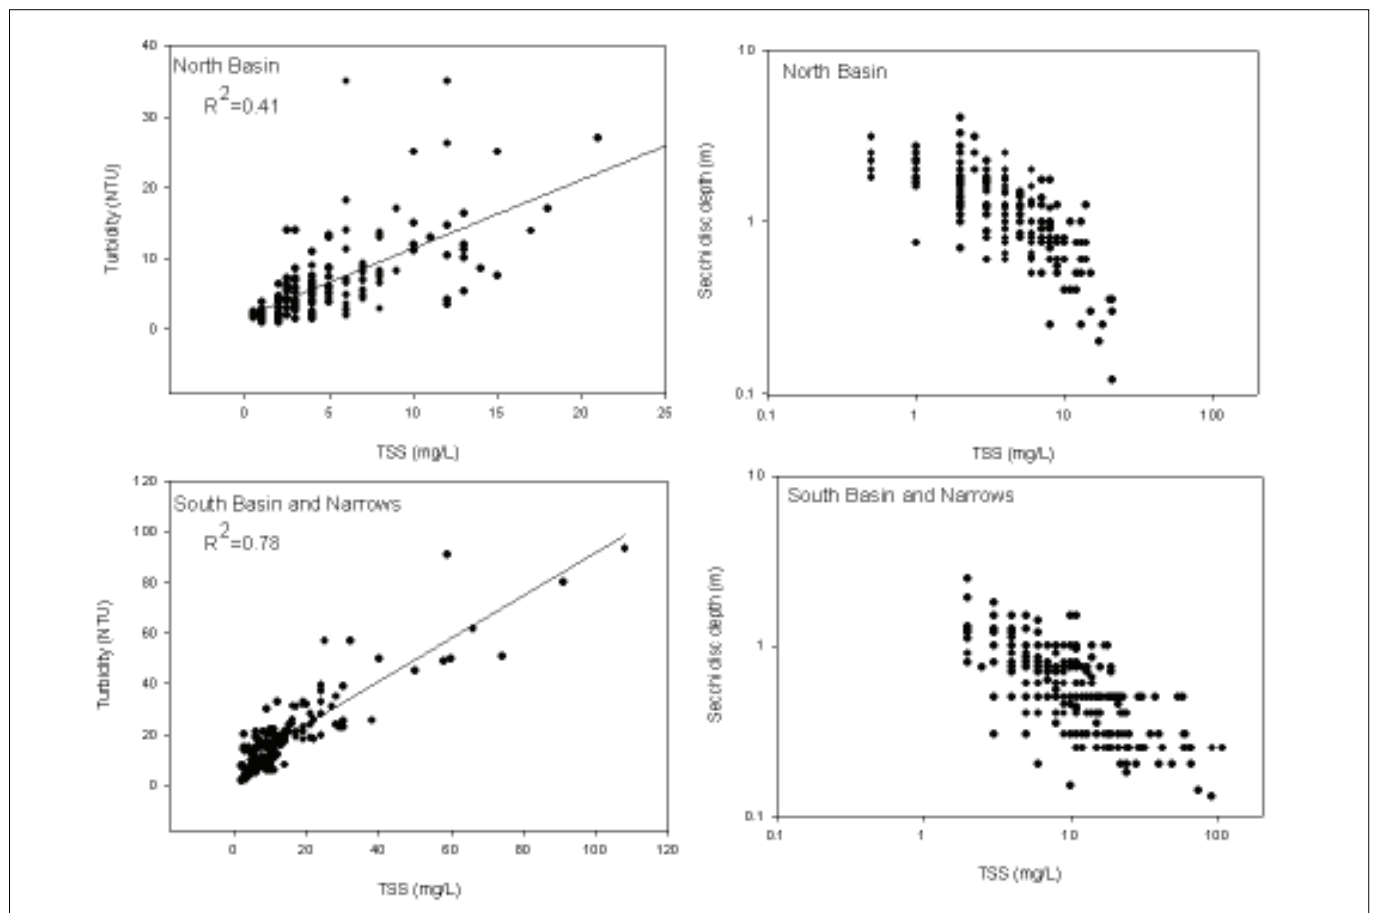 North Basin
R2=0.41
Turbidity (NTU)
40
30
20
10
0
0 5 10 15 20 25
TSS (mg/L)
North Basin
Secchi disc depth (m)
10
1
0.1
0.1 1 10 100
TSS (mg/L)
South Basin and Narrows
R2=0.78
Turbidity (NTU)
120
100
80
60
40
20
0
0 20 40 60 80 100 120
TSS (mg/L)
South Basin and Narrows
Secchi disc depth (m)
10
1
0.1
0.1 1 10 100
TSS (mg/L)